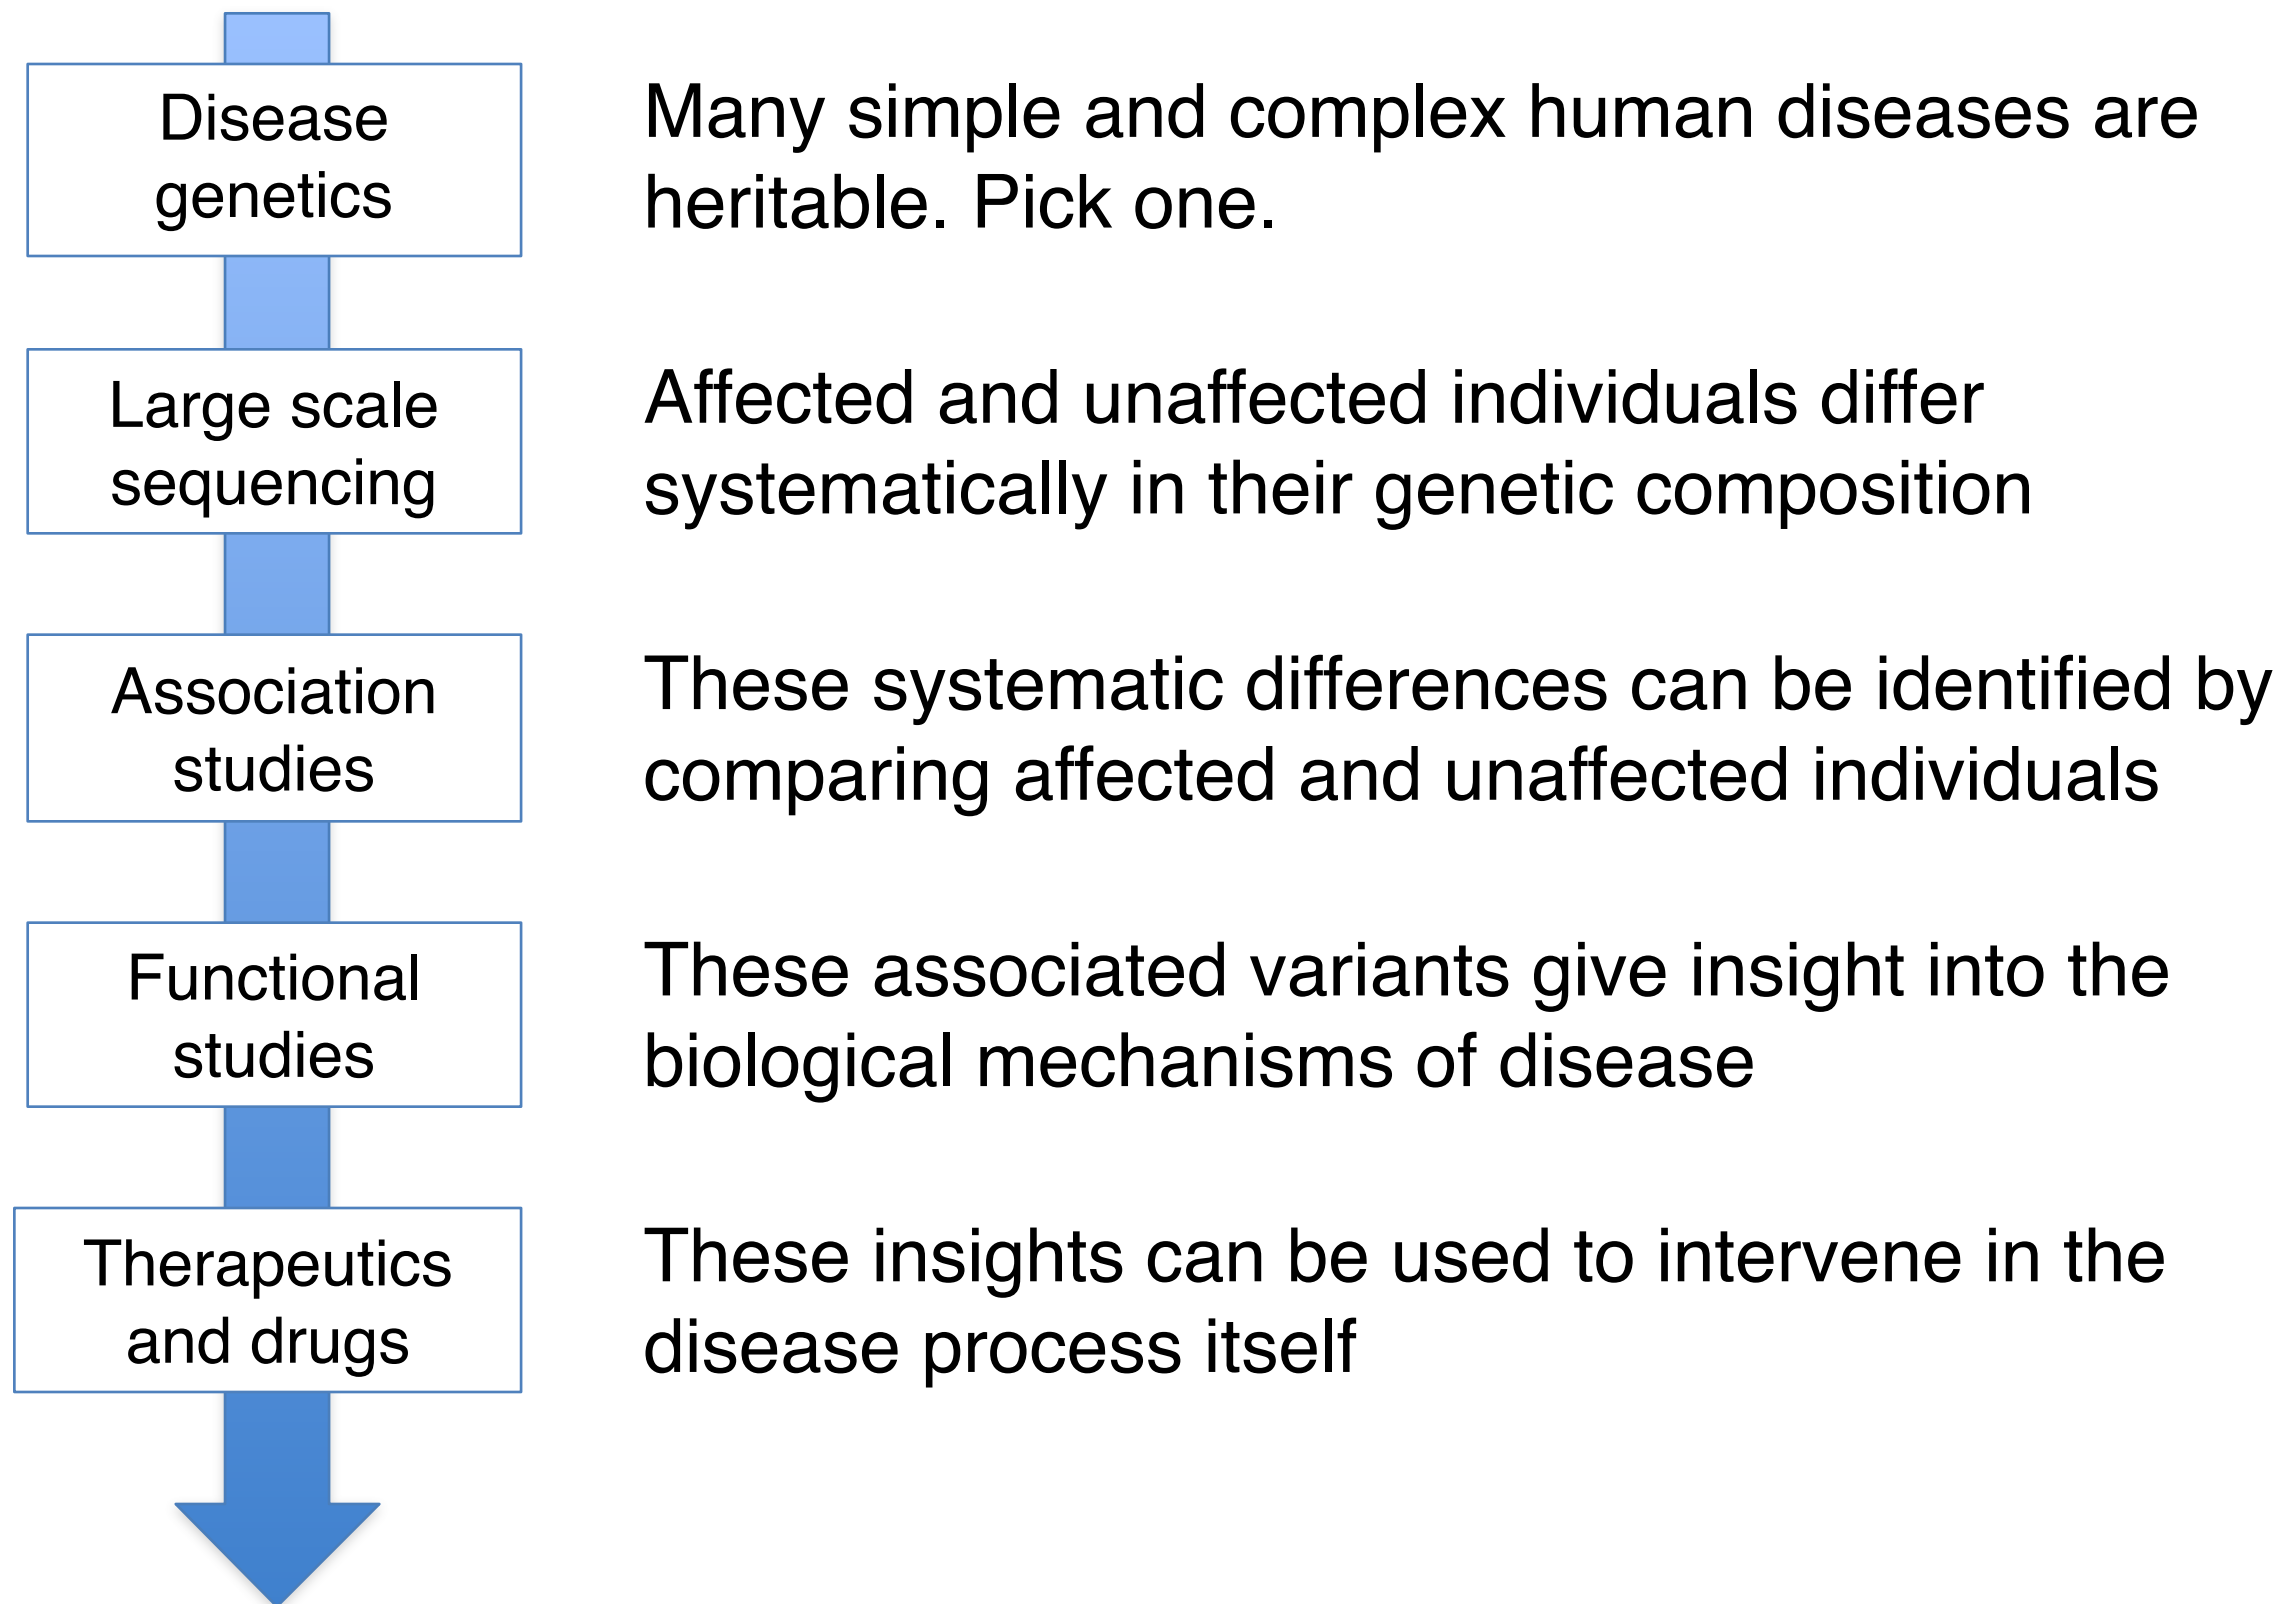 Disease
genetics
Many simple and complex human diseases are
heritable. Pick one.
Large scale
sequencing
Affected and unaffected individuals differ
systematically in their genetic composition
Association
studies
These systematic differences can be identified by
comparing affected and unaffected individuals
Functional
studies
These associated variants give insight into the
biological mechanisms of disease
Therapeutics
and drugs
These insights can be used to intervene in the
disease process itself